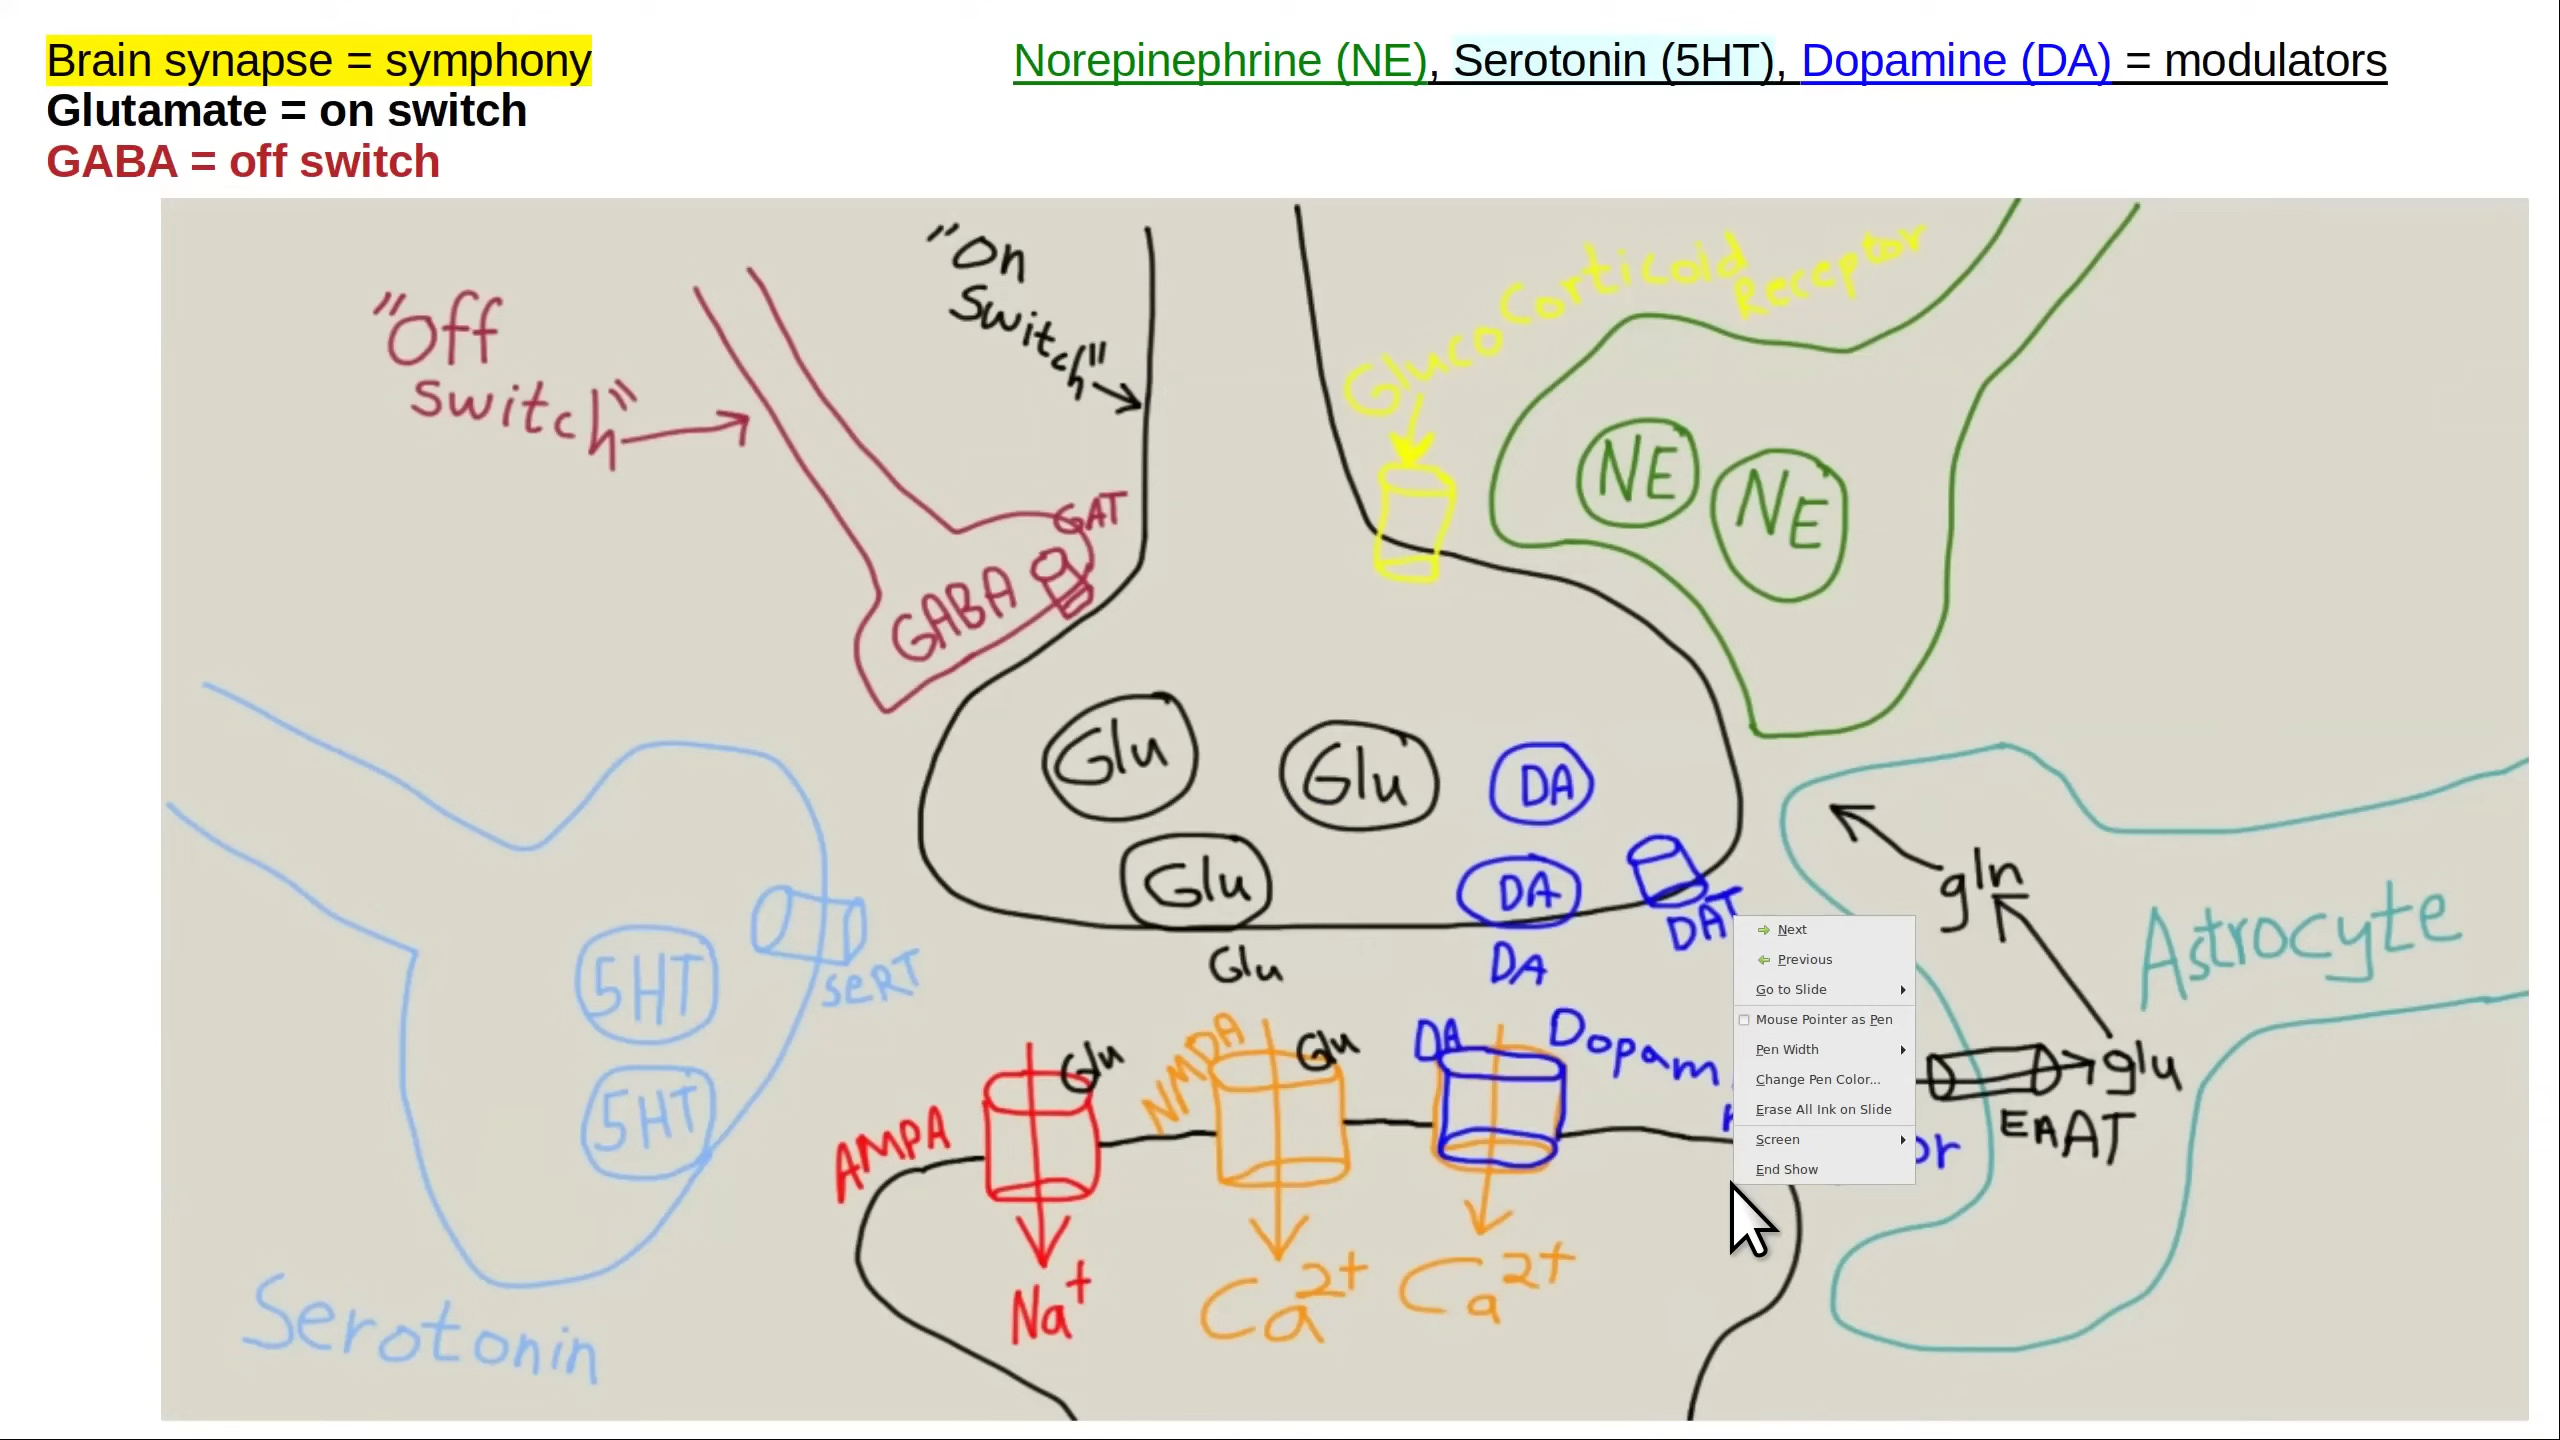 Brain synapse = symphony
Glutamate = on switch
GABA = off switch
Norepinephrine (NE), Serotonin (5HT), Dopamine (DA) = modulators
"Off
switch"
"On
Switch"
GlucoCorticoid
Receptor
GAT
GABA
NE
NE
Glu
Glu
DA
Glu
DA
DAT
Glu
DA
5HT
5HT
SERT
Serotonin
gln
Astrocyte
glu
EAAT
AMPA
Glu
NMDA
Glu
DA
Na+
Ca2+
Ca2+
Next
Previous
Go to Slide
Mouse Pointer as Pen
Pen Width
Change Pen Color...
Erase All Ink on Slide
Screen
End Show